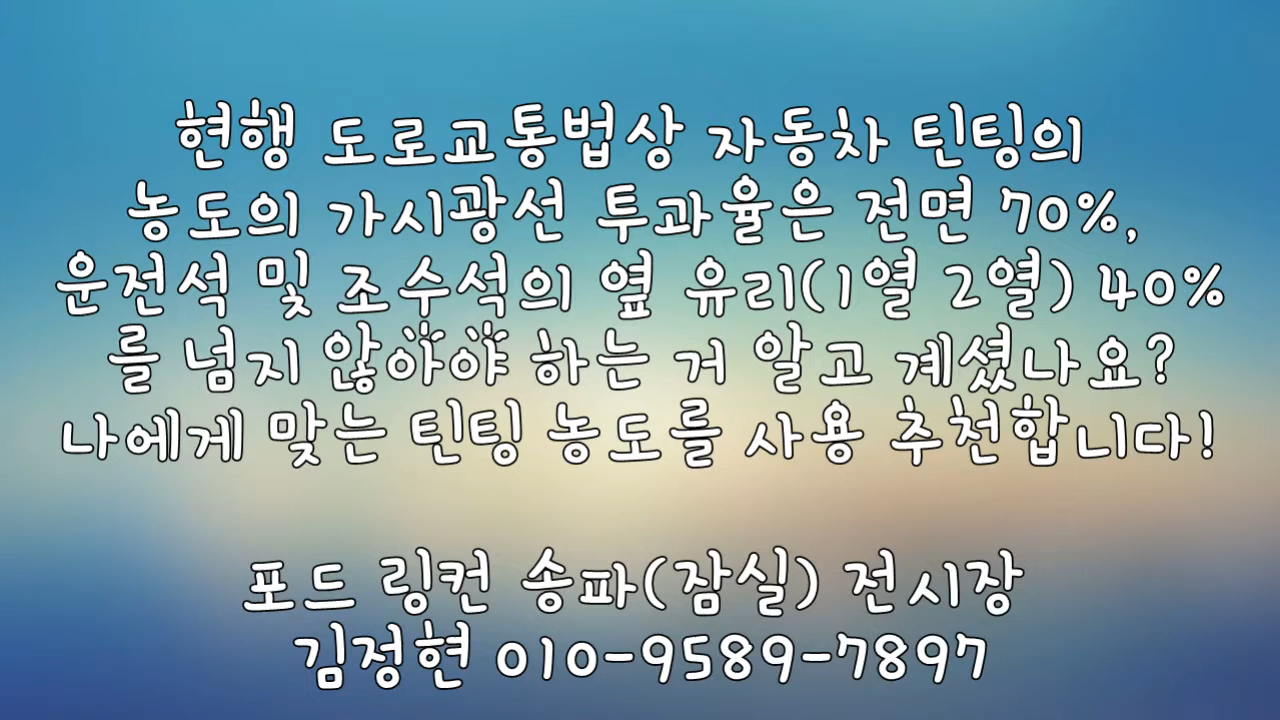 현행 도로교통법상 자동차 틴팅의
농도의 가시광선 투과율은 전면 70%,
운전석 및 조수석의 옆 유리(1열 2열) 40%
를 넘지 않아야 하는 거 알고 계셨나요?
나에게 맞는 틴팅 농도를 사용 추천합니다!
포드 링컨 송파(잠실) 전시장
김정현 010-9589-7897